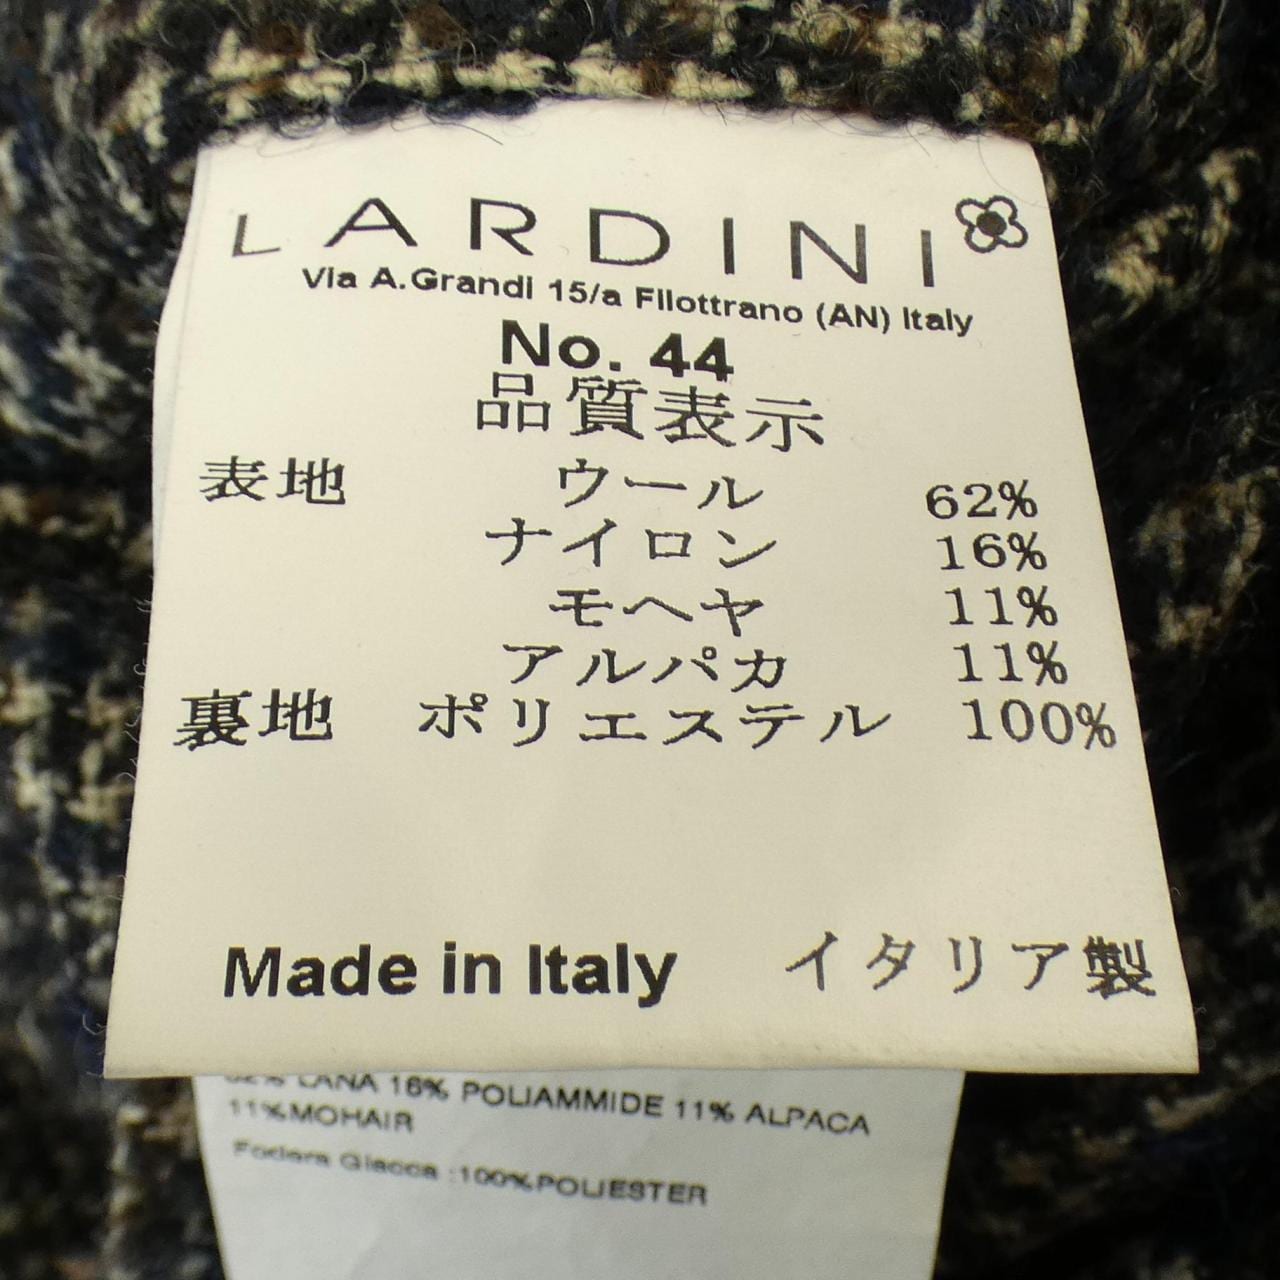 LARDINI
Via A.Grandi 15/a Filottrano (AN) Italy
No. 44
品質表示
表地 ウール 62%
ナイロン 16%
モヘヤ 11%
アルパカ 11%
裏地 ポリエステル 100%
Made in Italy イタリア製
62% LANA 16% POLIAMMIDE 11% ALPACA
11%MOHAIR
Fodera Giacca :100%POLIESTER